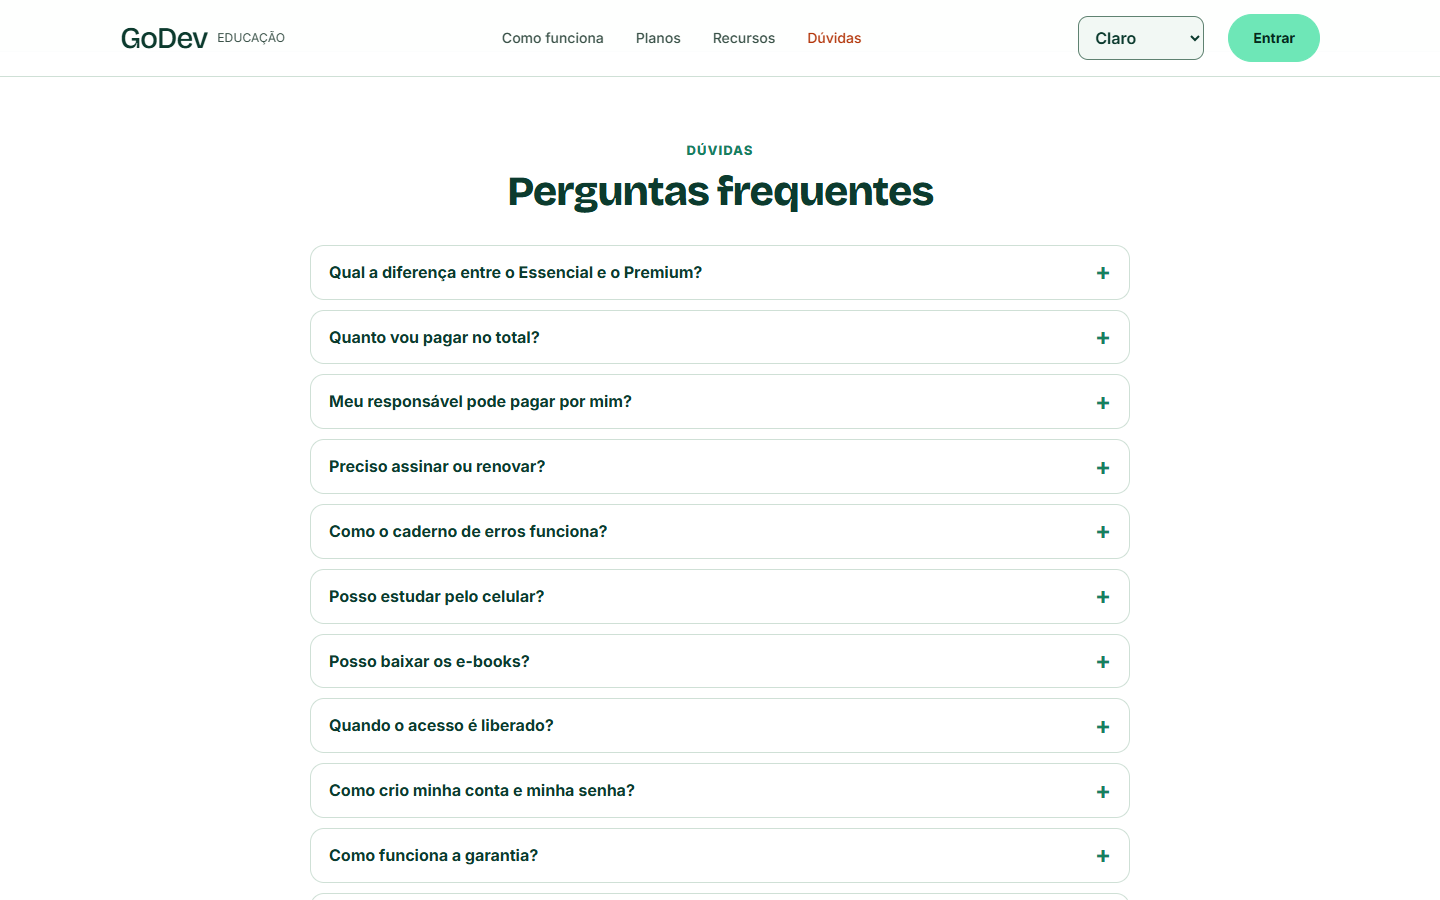 GoDev EDUCAÇÃO
Como funciona
Planos
Recursos
Dúvidas
Claro
Entrar
DÚVIDAS
Perguntas frequentes
Qual a diferença entre o Essencial e o Premium?
Quanto vou pagar no total?
Meu responsável pode pagar por mim?
Preciso assinar ou renovar?
Como o caderno de erros funciona?
Posso estudar pelo celular?
Posso baixar os e-books?
Quando o acesso é liberado?
Como crio minha conta e minha senha?
Como funciona a garantia?